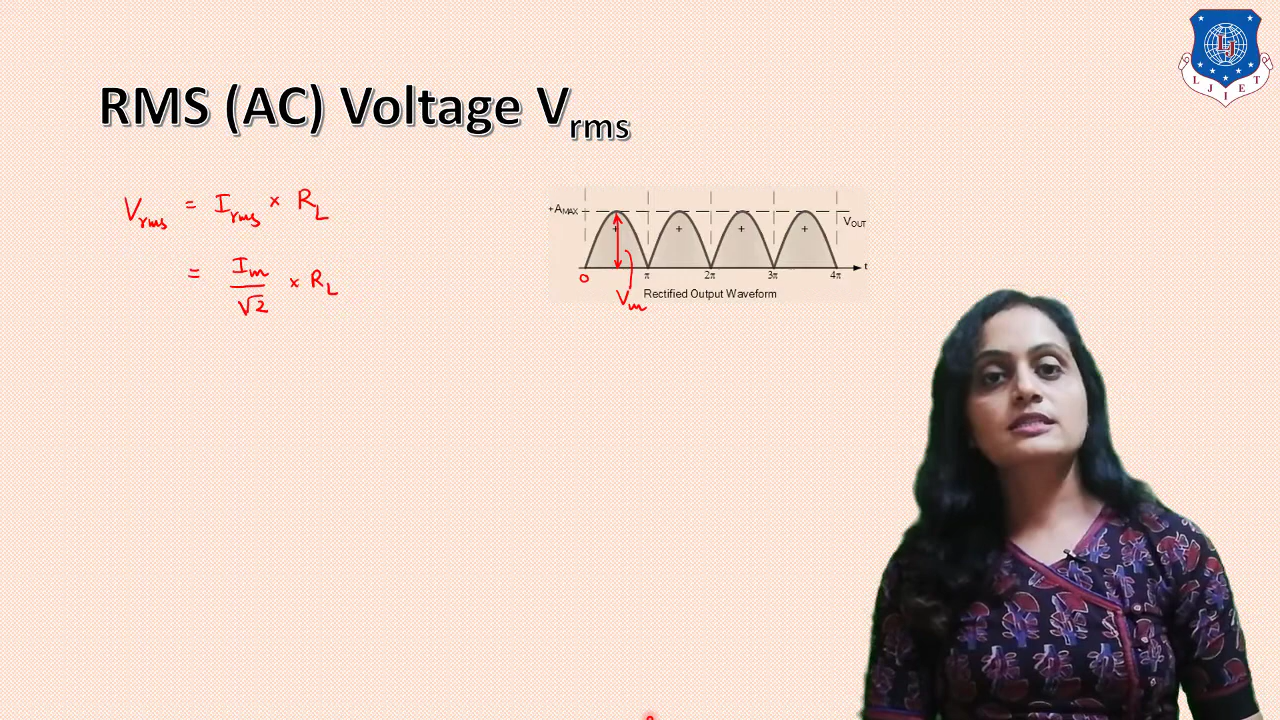 RMS (AC) Voltage Vrms
Vrms = Irms × RL
= Im/√2 × RL
+AMAX
VOUT
+ + + +
0 π 2π 3π 4π t
Vm
Rectified Output Waveform
LJ
L J I E T